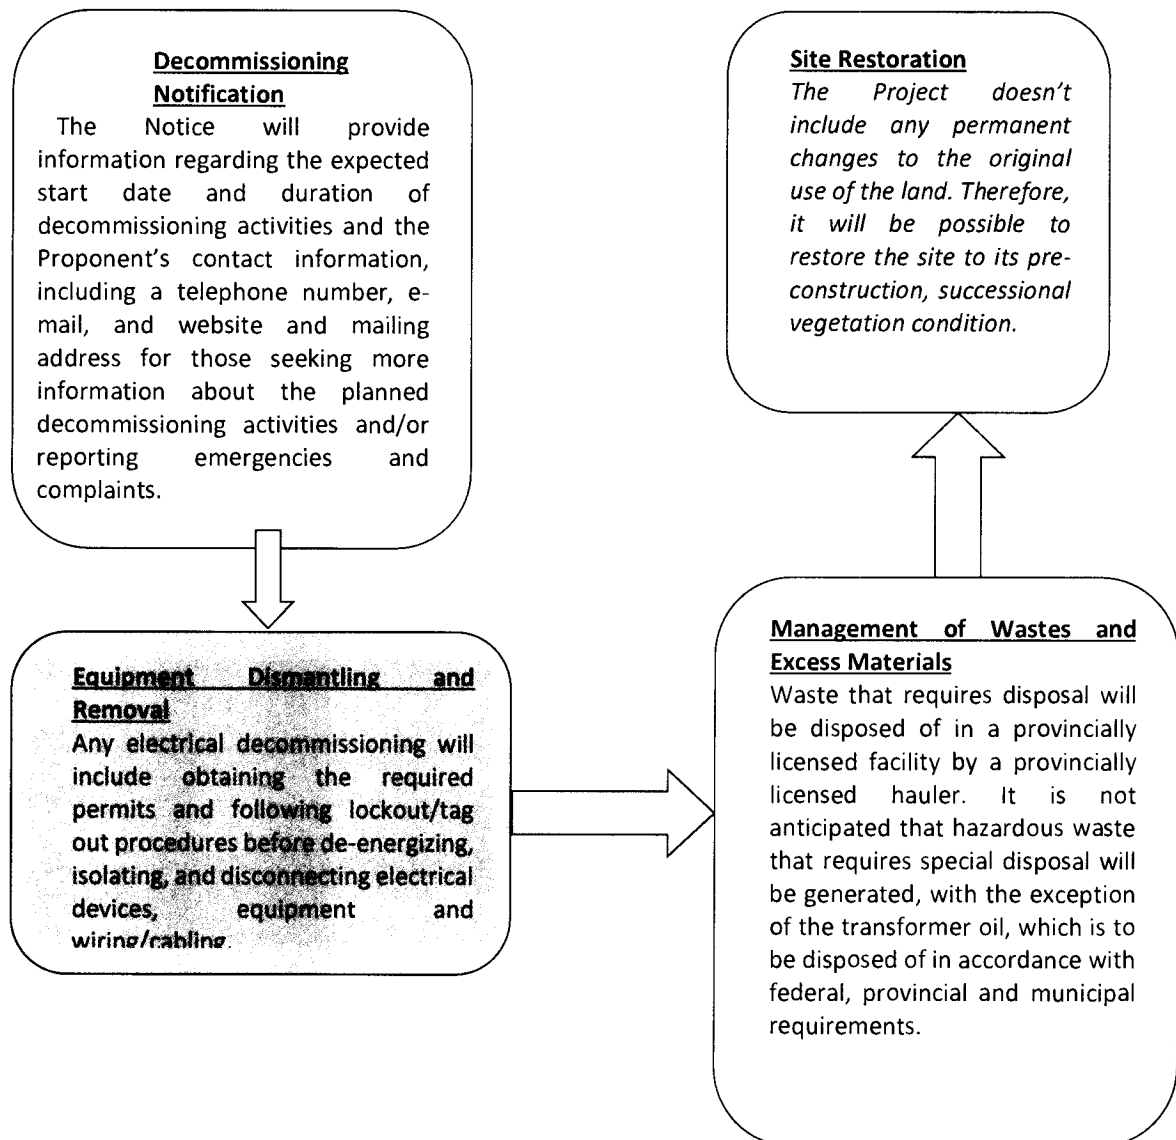 Decommissioning
Notification
The Notice will provide
information regarding the expected
start date and duration of
decommissioning activities and the
Proponent's contact information,
including a telephone number, e-
mail, and website and mailing
address for those seeking more
information about the planned
decommissioning activities and/or
reporting emergencies and
complaints.
Equipment Dismantling and
Removal
Any electrical decommissioning will
include obtaining the required
permits and following lockout/tag
out procedures before de-energizing,
isolating, and disconnecting electrical
devices, equipment and
wiring/cabling.
Management of Wastes and
Excess Materials
Waste that requires disposal will
be disposed of in a provincially
licensed facility by a provincially
licensed hauler. It is not
anticipated that hazardous waste
that requires special disposal will
be generated, with the exception
of the transformer oil, which is to
be disposed of in accordance with
federal, provincial and municipal
requirements.
Site Restoration
The Project doesn't
include any permanent
changes to the original
use of the land. Therefore,
it will be possible to
restore the site to its pre-
construction, successional
vegetation condition.